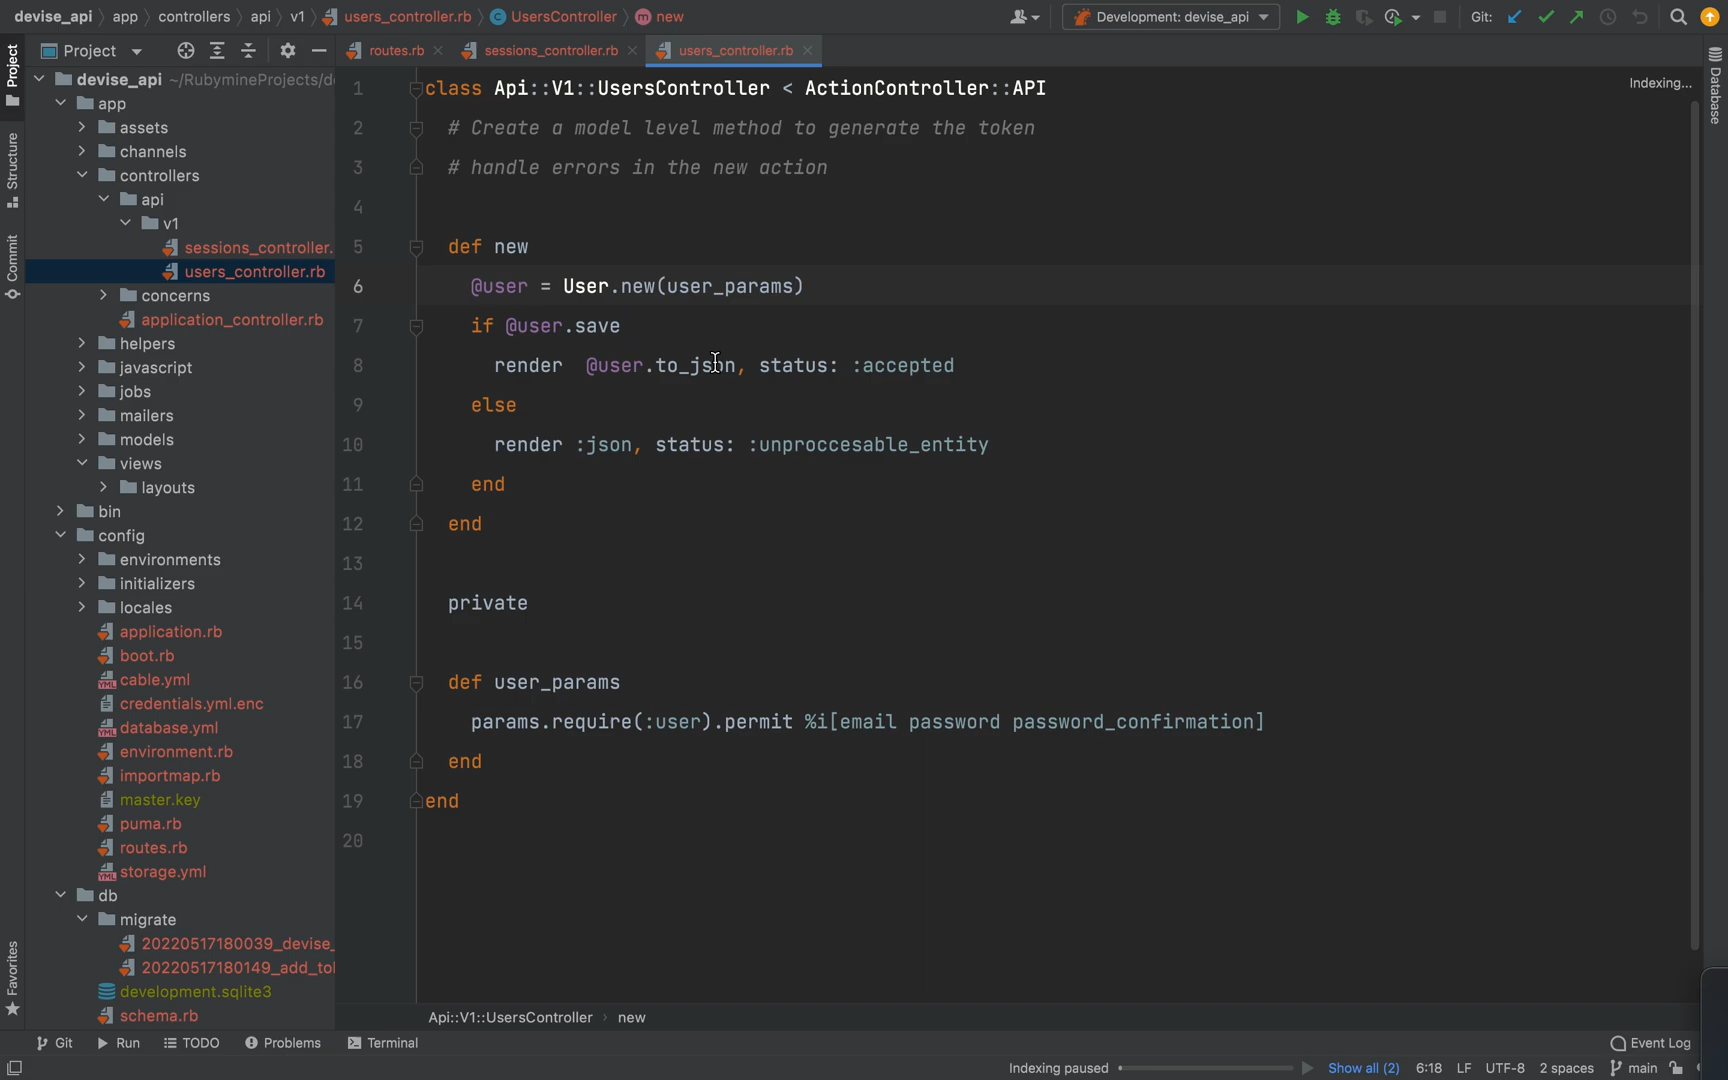 devise_api app controllers api v1 users_controller.rb UsersController new
Development: devise_api
Git:
Project
routes.rb sessions_controller.rb users_controller.rb
Project
Structure
Commit
Favorites
devise_api ~/RubymineProjects/de
app
assets
channels
controllers
api
v1
sessions_controller.
users_controller.rb
concerns
application_controller.rb
helpers
javascript
jobs
mailers
models
views
layouts
bin
config
environments
initializers
locales
application.rb
boot.rb
cable.yml
credentials.yml.enc
database.yml
environment.rb
importmap.rb
master.key
puma.rb
routes.rb
storage.yml
db
migrate
20220517180039_devise_
20220517180149_add_to
development.sqlite3
schema.rb
1 class Api::V1::UsersController < ActionController::API
2 # Create a model level method to generate the token
3 # handle errors in the new action
4
5 def new
6 @user = User.new(user_params)
7 if @user.save
8 render @user.to_json, status: :accepted
9 else
10 render :json, status: :unproccesable_entity
11 end
12 end
13
14 private
15
16 def user_params
17 params.require(:user).permit %i[email password password_confirmation]
18 end
19 end
20
Indexing...
Database
Api::V1::UsersController new
Git Run TODO Problems Terminal Event Log
Indexing paused Show all (2) 6:18 LF UTF-8 2 spaces main